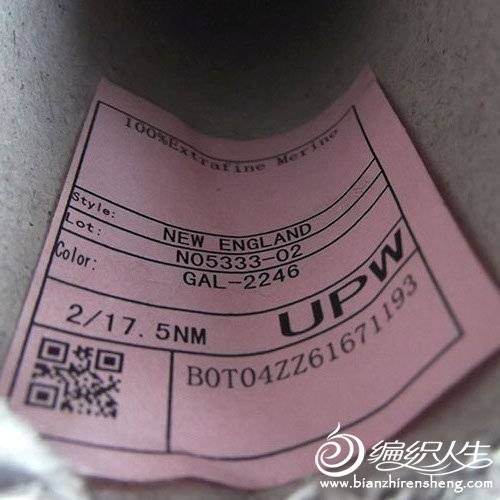 100%Extrafine Merino
Style: NEW ENGLAND
Lot: N05333-02
Color: GAL-2246
2/17.5NM UPW
B0T04ZZ61671193
编织人生
www.bianzhirensheng.com